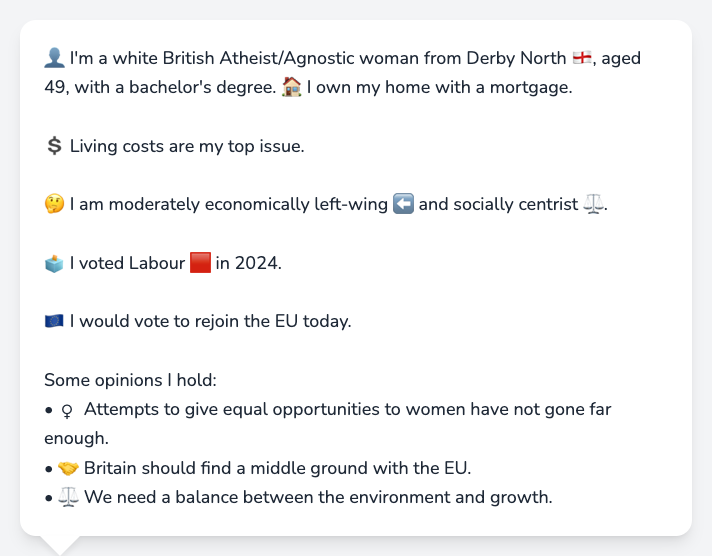 👤 I'm a white British Atheist/Agnostic woman from Derby North 🏴󠁧󠁢󠁥󠁮󠁧󠁿, aged
49, with a bachelor's degree. 🏠 I own my home with a mortgage.
💲 Living costs are my top issue.
🤔 I am moderately economically left-wing ⬅️ and socially centrist ⚖️.
🗳️ I voted Labour 🟥 in 2024.
🇪🇺 I would vote to rejoin the EU today.
Some opinions I hold:
• ♀ Attempts to give equal opportunities to women have not gone far
enough.
• 🤝 Britain should find a middle ground with the EU.
• ⚖️ We need a balance between the environment and growth.